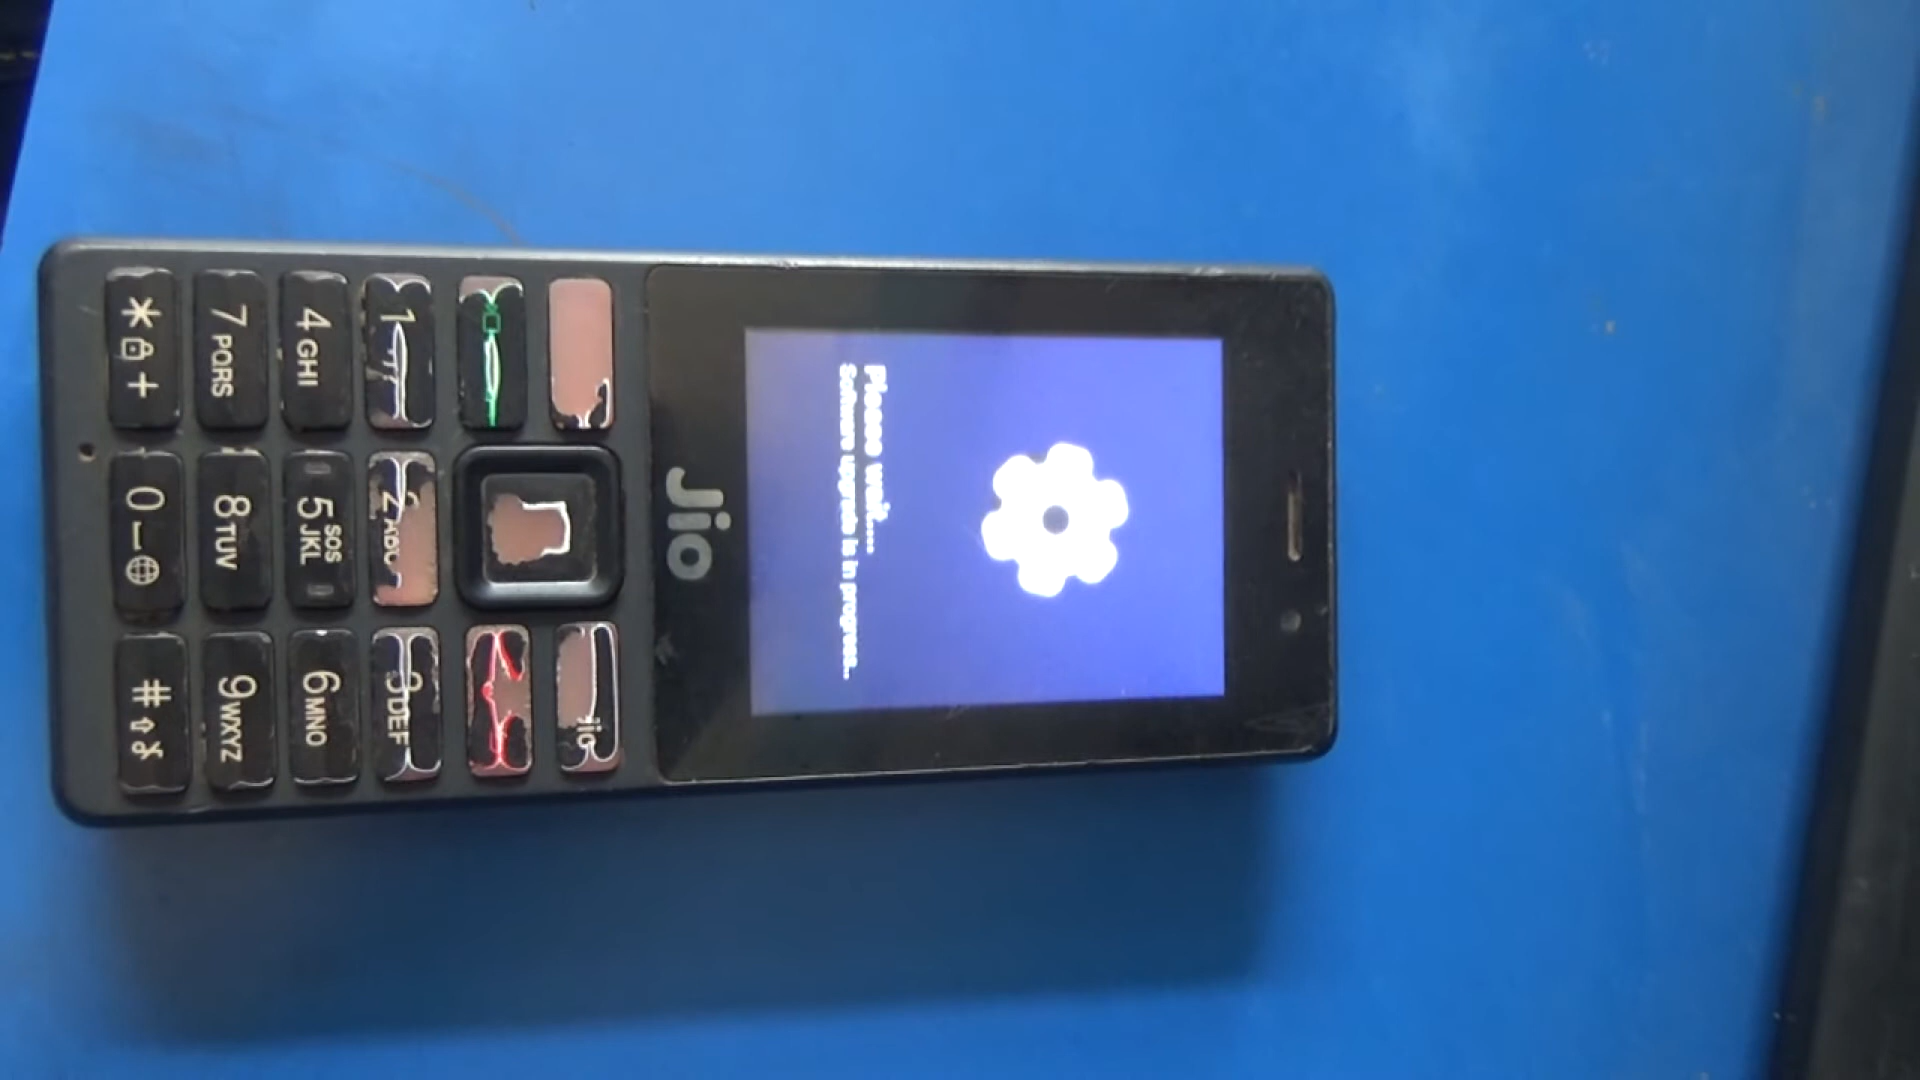 Please wait....
Software upgrade in progress..
Jio
Jio
1
2 ABC
3 DEF
4 GHI
5 JKL
SOS
6 MNO
7 PQRS
8 TUV
9 WXYZ
* +
0
#